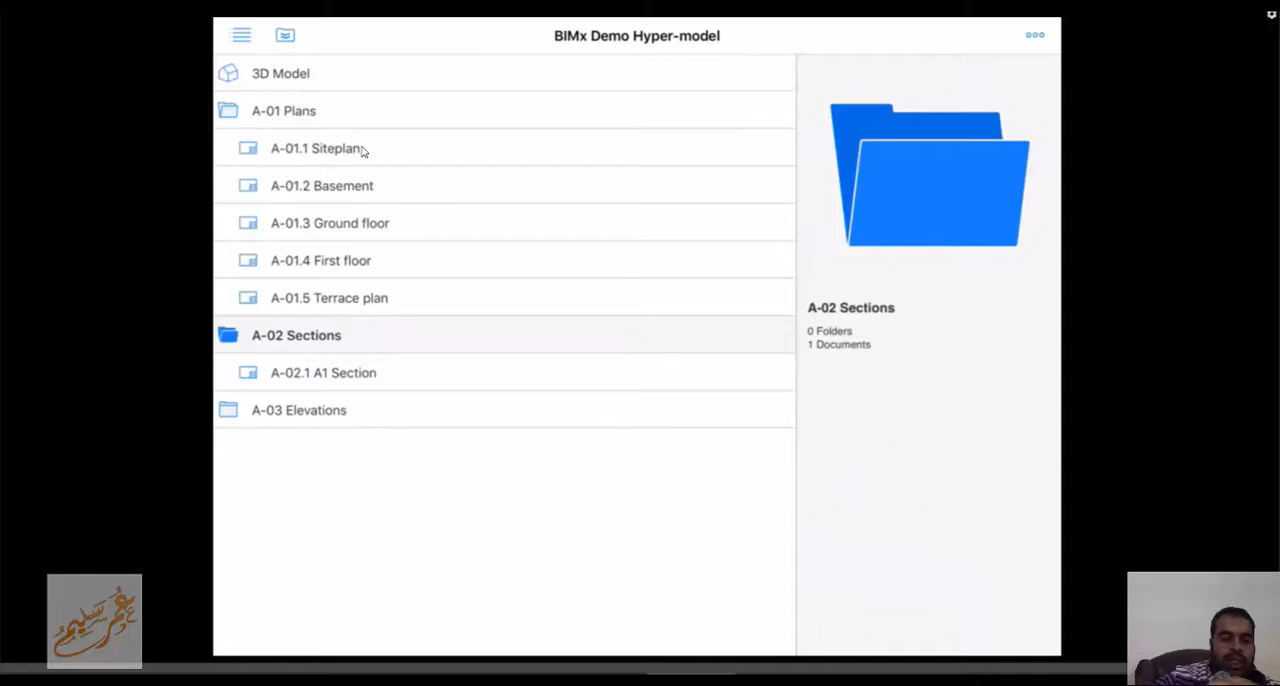 BIMx Demo Hyper-model
3D Model
A-01 Plans
A-01.1 Siteplan
A-01.2 Basement
A-01.3 Ground floor
A-01.4 First floor
A-01.5 Terrace plan
A-02 Sections
A-02.1 A1 Section
A-03 Elevations
A-02 Sections
0 Folders
1 Documents
عمر سليم